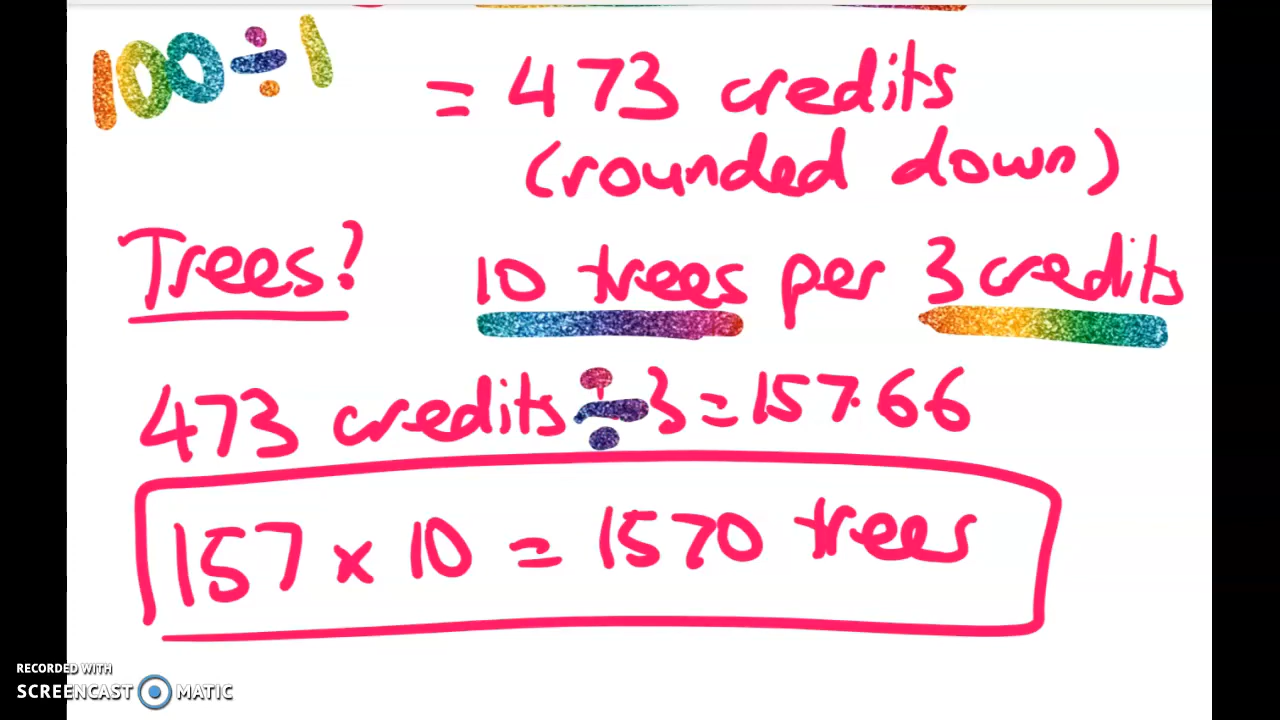 100÷1
= 473 credits
(rounded down)
Trees? 10 trees per 3 credits
473 credits ÷ 3 = 157.66
157 x 10 = 1570 trees
RECORDED WITH
SCREENCAST MATIC